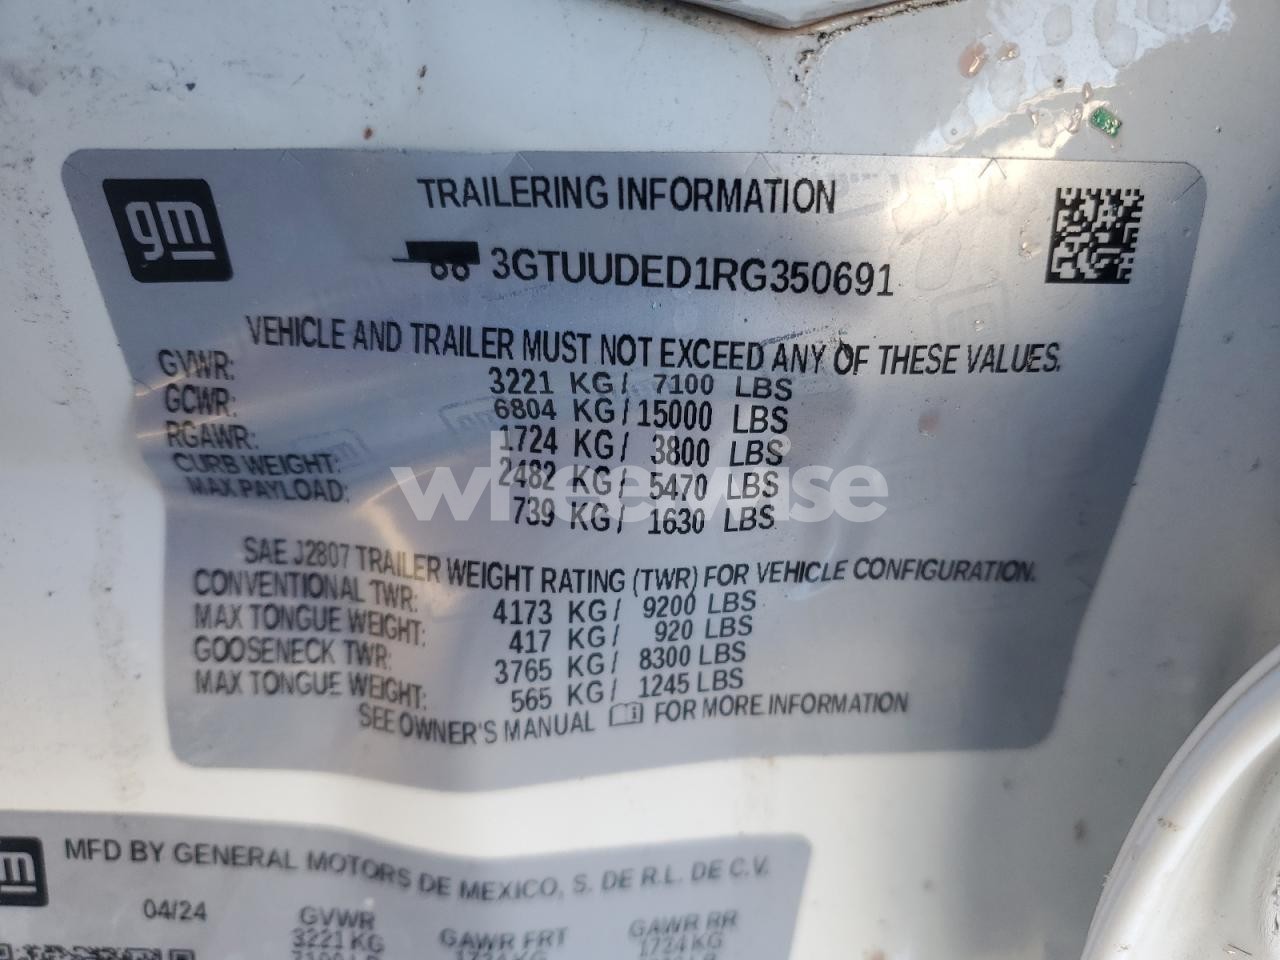 gm
TRAILERING INFORMATION
3GTUUDED1RG350691
VEHICLE AND TRAILER MUST NOT EXCEED ANY OF THESE VALUES.
GVWR: 3221 KG/ 7100 LBS
GCWR: 6804 KG/ 15000 LBS
RGAWR: 1724 KG/ 3800 LBS
CURB WEIGHT: 2482 KG/ 5470 LBS
MAX PAYLOAD: 739 KG/ 1630 LBS
wheelwise
SAE J2807 TRAILER WEIGHT RATING (TWR) FOR VEHICLE CONFIGURATION.
CONVENTIONAL TWR: 4173 KG/ 9200 LBS
MAX TONGUE WEIGHT: 417 KG/ 920 LBS
GOOSENECK TWR: 3765 KG/ 8300 LBS
MAX TONGUE WEIGHT: 565 KG/ 1245 LBS
SEE OWNER'S MANUAL FOR MORE INFORMATION
MFD BY GENERAL MOTORS DE MEXICO, S. DE R.L. DE C.V.
04/24 GVWR GAWR FRT GAWR RR
3221 KG 1724 KG